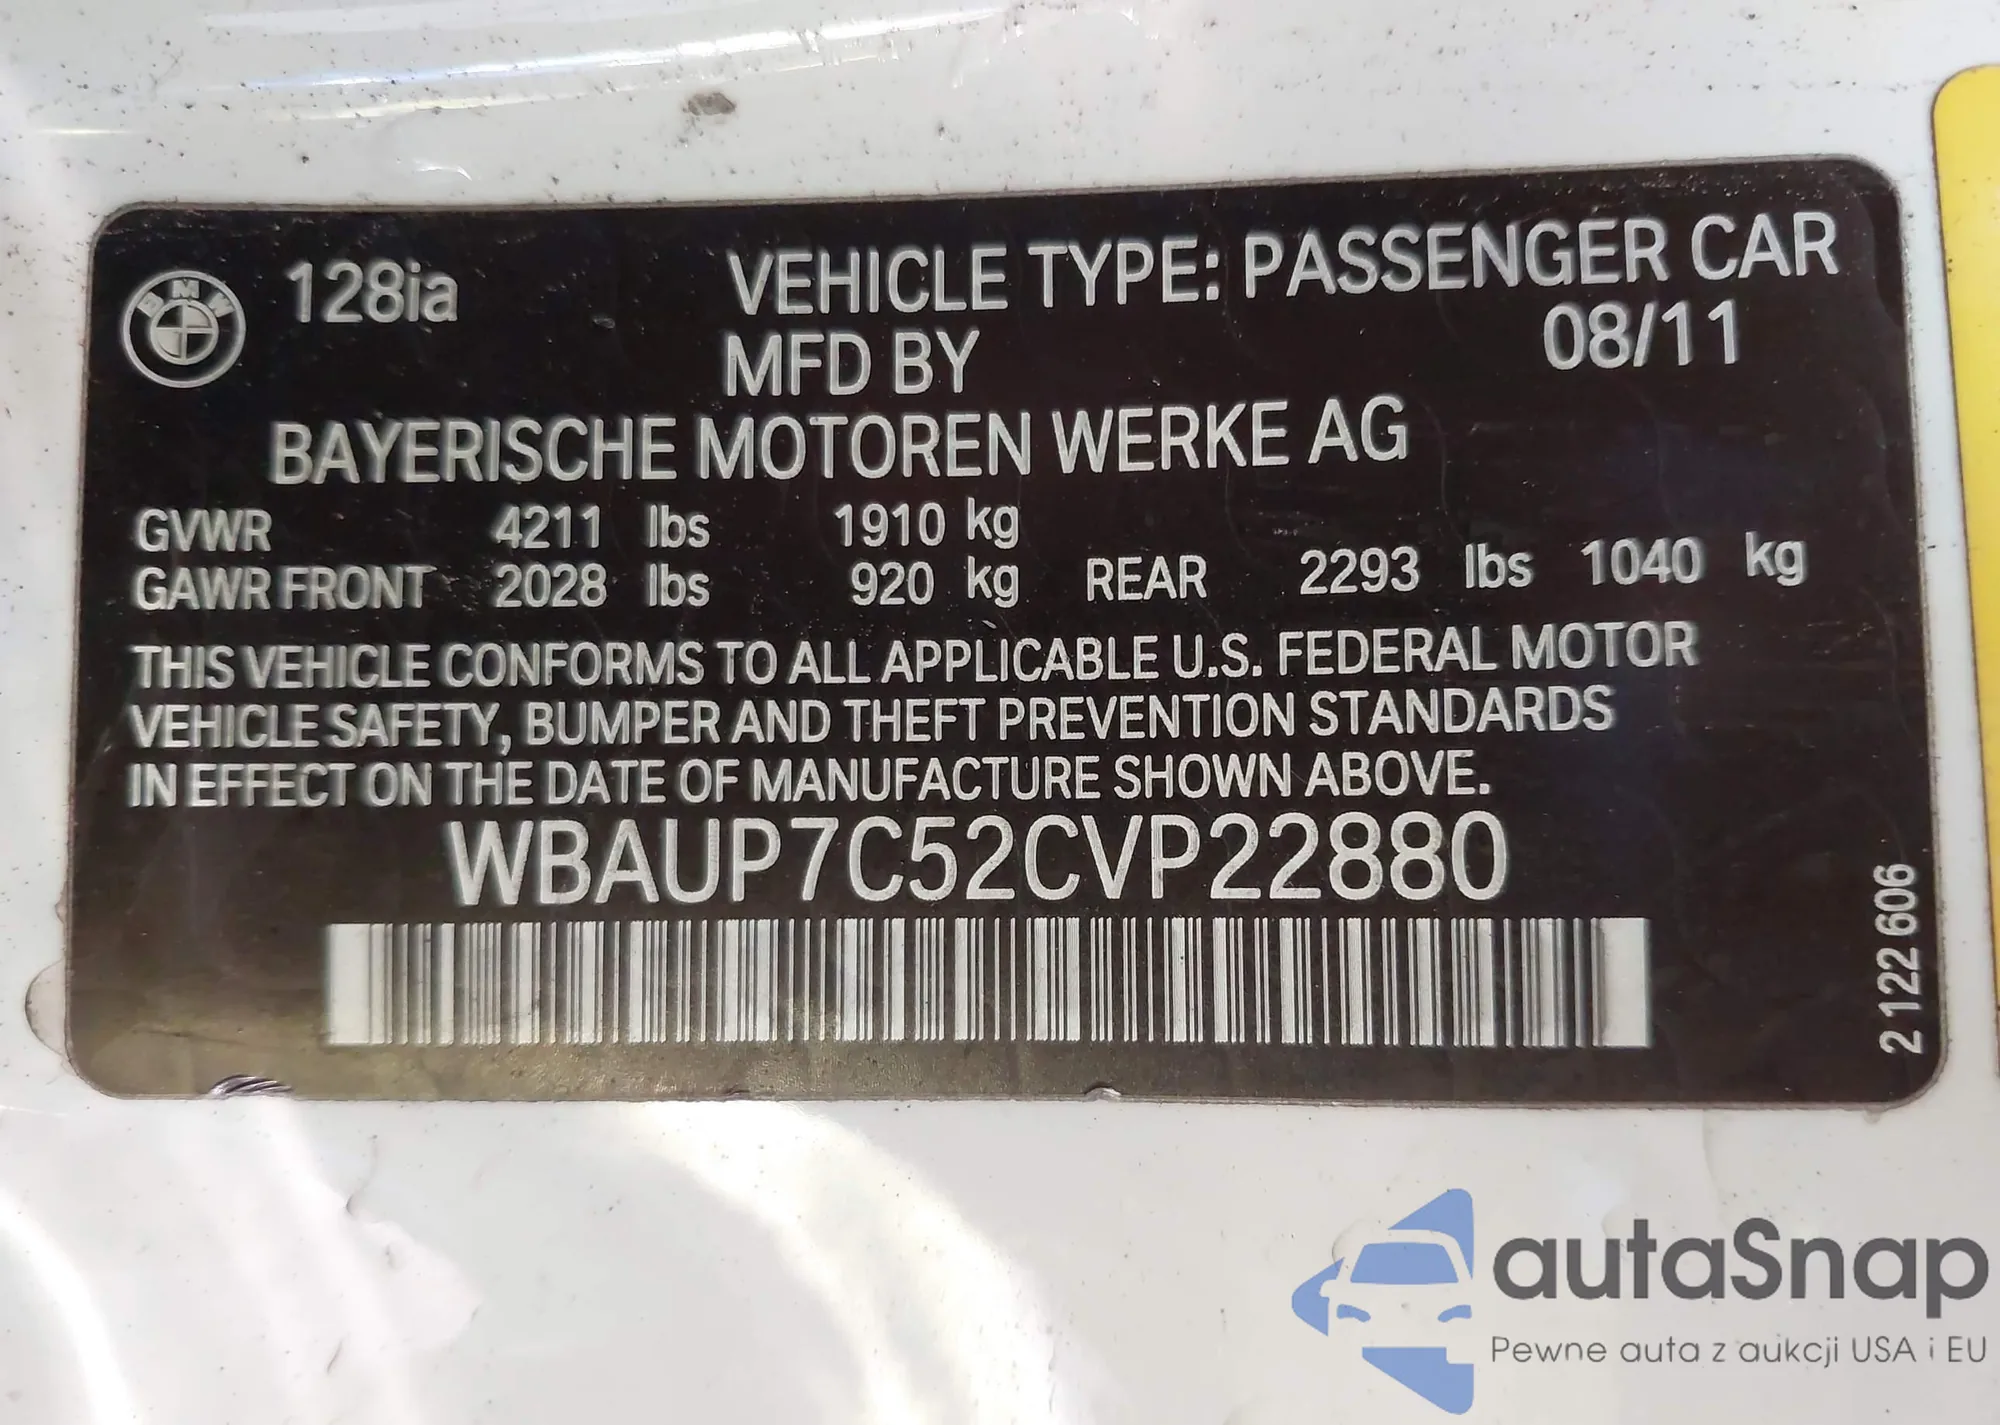 BMW 128ia VEHICLE TYPE: PASSENGER CAR
MFD BY 08/11
BAYERISCHE MOTOREN WERKE AG
GVWR 4211 lbs 1910 kg
GAWR FRONT 2028 lbs 920 kg REAR 2293 lbs 1040 kg
THIS VEHICLE CONFORMS TO ALL APPLICABLE U.S. FEDERAL MOTOR
VEHICLE SAFETY, BUMPER AND THEFT PREVENTION STANDARDS
IN EFFECT ON THE DATE OF MANUFACTURE SHOWN ABOVE.
WBAUP7C52CVP22880
2 122 606
autaSnap
Pewne auta z aukcji USA i EU